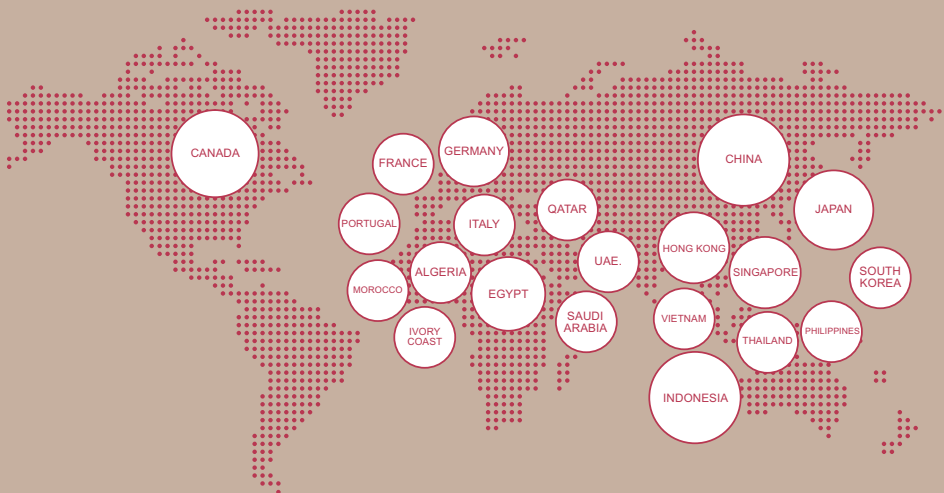 CANADA
FRANCE
GERMANY
CHINA
PORTUGAL
ITALY
QATAR
JAPAN
MOROCCO
ALGERIA
EGYPT
UAE.
HONG KONG
SINGAPORE
SOUTH
KOREA
IVORY
COAST
SAUDI
ARABIA
VIETNAM
THAILAND
PHILIPPINES
INDONESIA